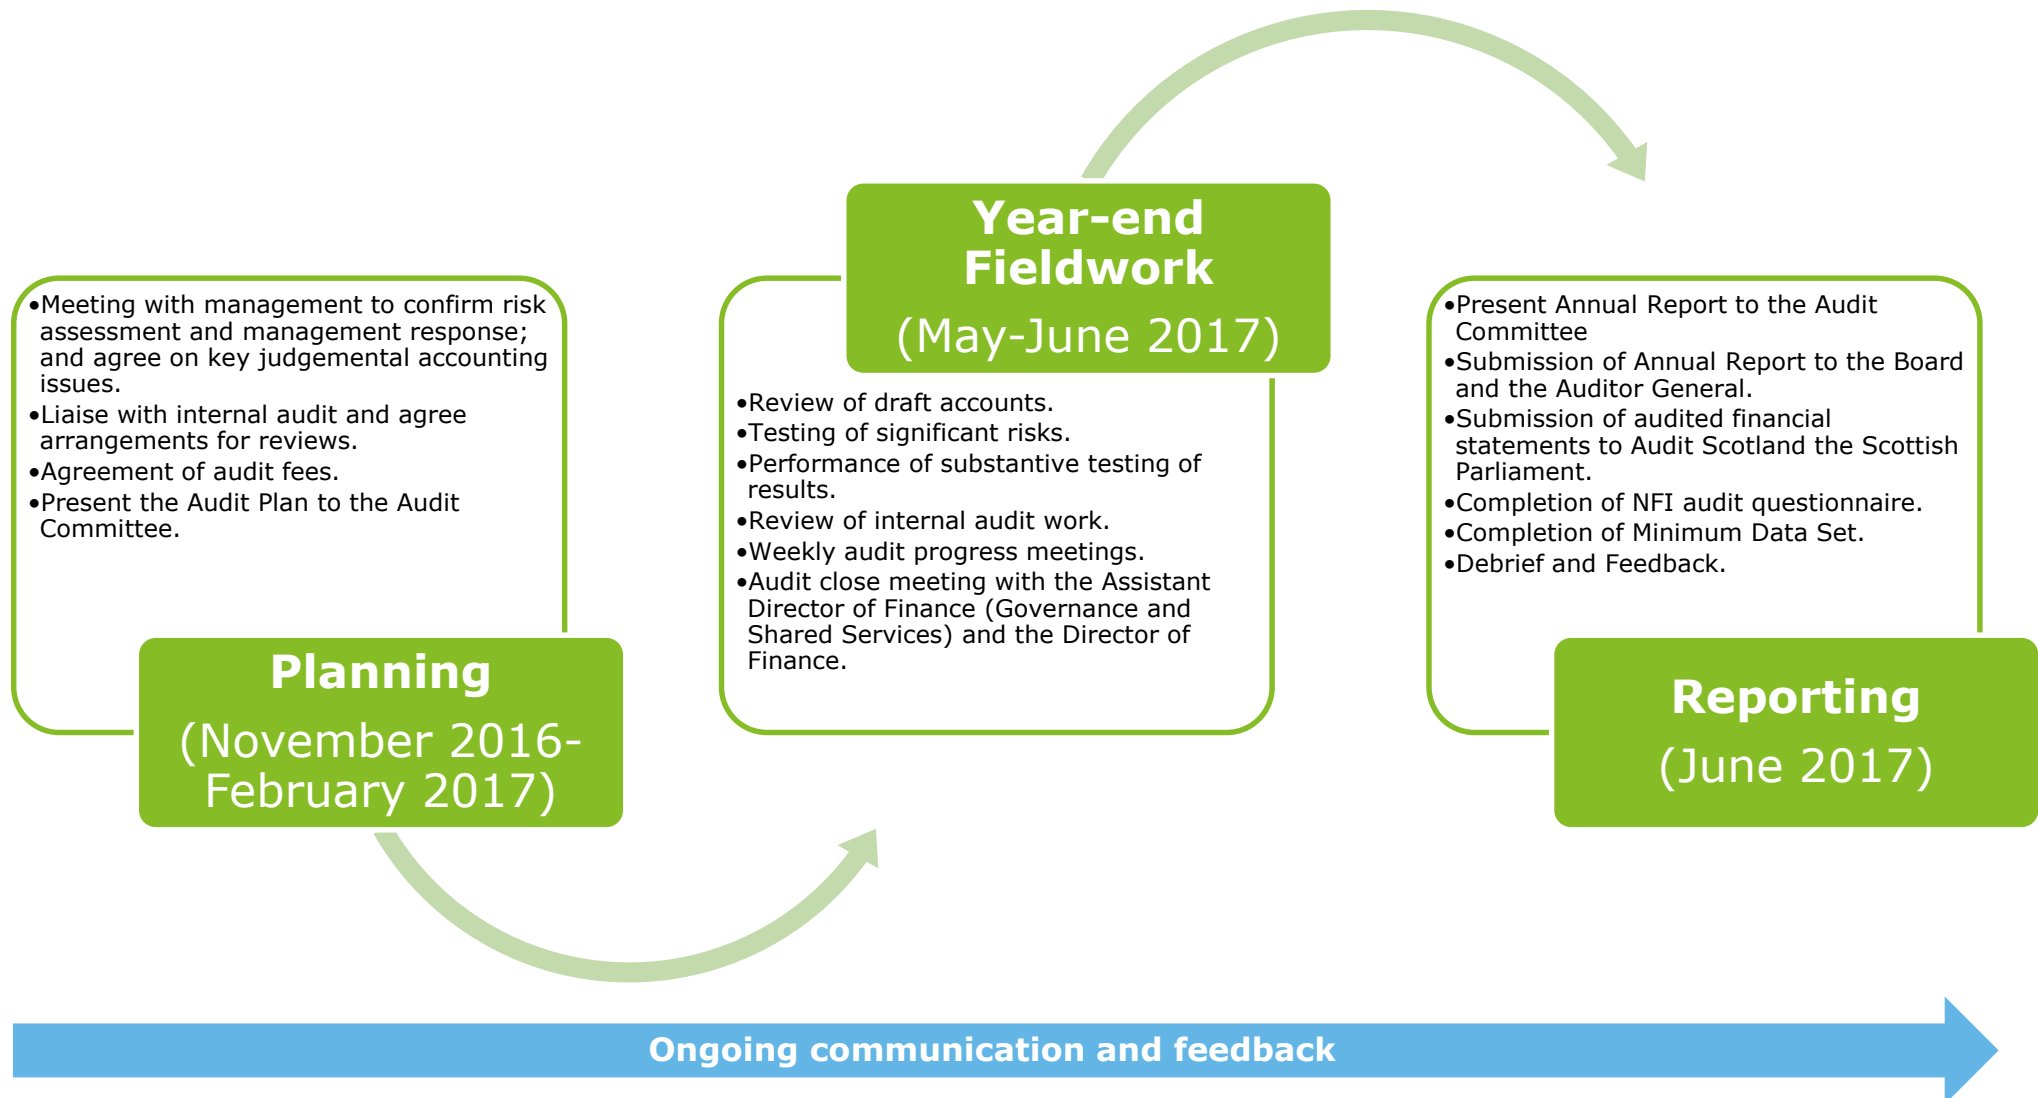 •Meeting with management to confirm risk
assessment and management response;
and agree on key judgemental accounting
issues.
•Liaise with internal audit and agree
arrangements for reviews.
•Agreement of audit fees.
•Present the Audit Plan to the Audit
Committee.
Planning
(November 2016-
February 2017)
Year-end
Fieldwork
(May-June 2017)
•Review of draft accounts.
•Testing of significant risks.
•Performance of substantive testing of
results.
•Review of internal audit work.
•Weekly audit progress meetings.
•Audit close meeting with the Assistant
Director of Finance (Governance and
Shared Services) and the Director of
Finance.
•Present Annual Report to the Audit
Committee
•Submission of Annual Report to the Board
and the Auditor General.
•Submission of audited financial
statements to Audit Scotland the Scottish
Parliament.
•Completion of NFI audit questionnaire.
•Completion of Minimum Data Set.
•Debrief and Feedback.
Reporting
(June 2017)
Ongoing communication and feedback